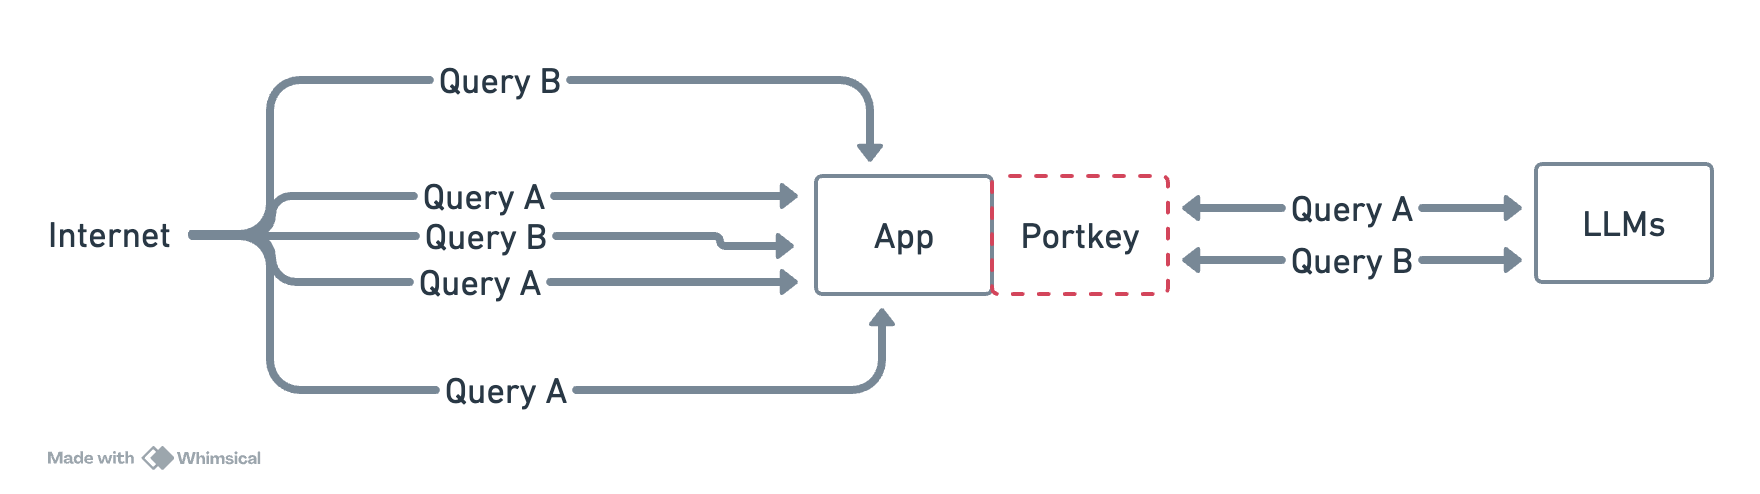 Query B
Query A
Query B
Query A
Query A
Internet
App
Portkey
Query A
Query B
LLMs
Made with Whimsical